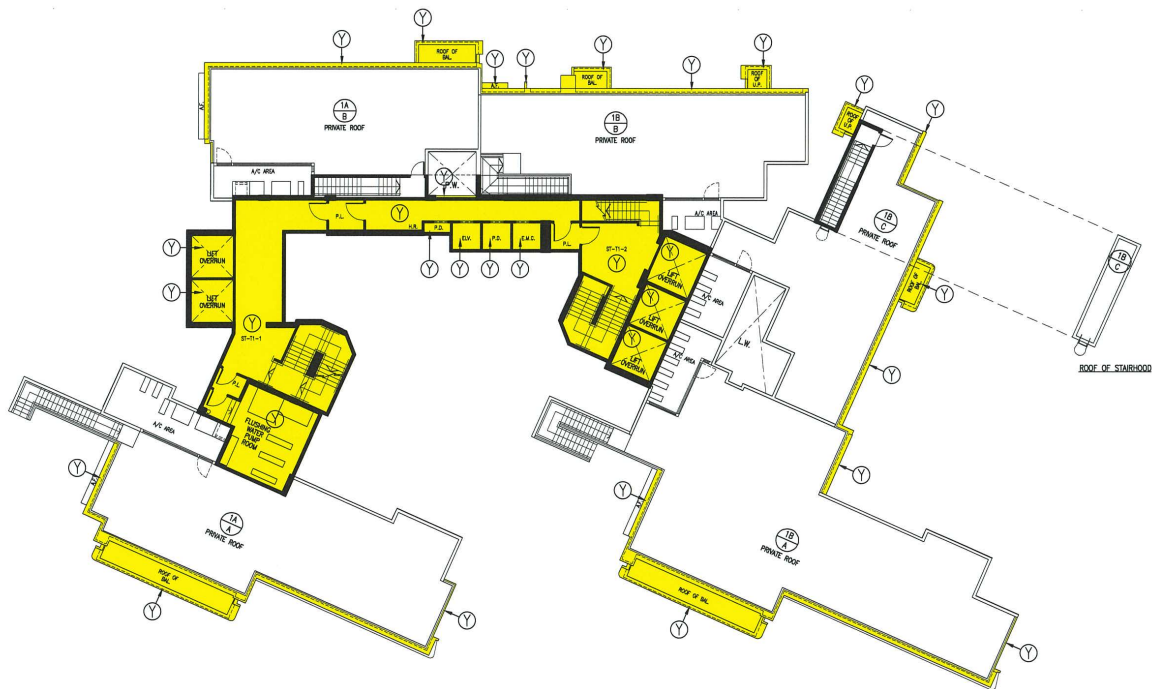 Y
Y
ROOF OF
BAL.
Y
Y
A.F.
Y
ROOF OF
BAL.
Y
Y
ROOF
OF
U.P.
A.F.
1A
B
PRIVATE ROOF
1B
B
PRIVATE ROOF
Y
ROOF
OF
U.P.
Y
A/C AREA
P.W.
P.L.
Y
H.R.
P.D.
ELV.
P.D.
E.M.C.
P.L.
A/C AREA
1B
C
PRIVATE ROOF
Y
LIFT
OVERRUN
Y
LIFT
OVERRUN
Y
Y
Y
Y
ST-T1-2
Y
Y
LIFT
OVERRUN
Y
LIFT
OVERRUN
Y
LIFT
OVERRUN
A/C AREA
A/C AREA
L.W.
ROOF OF
BAL.
Y
1B
C
ROOF OF STAIRHOOD
Y
ST-T1-1
P.L.
Y
FLUSHING
WATER
PUMP
ROOM
A/C AREA
Y
Y
Y
A.F.
1A
A
PRIVATE ROOF
ROOF OF
BAL.
Y
Y
Y
1B
A
PRIVATE ROOF
ROOF OF BAL.
Y
Y